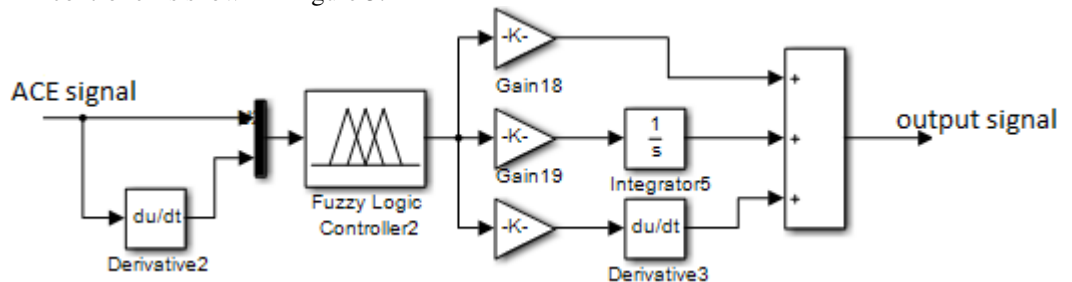 ACE signal
du/dt
Derivative2
Fuzzy Logic
Controller2
-K-
Gain18
-K-
Gain19
-K-
1
s
Integrator5
du/dt
Derivative3
+
+
+
output signal